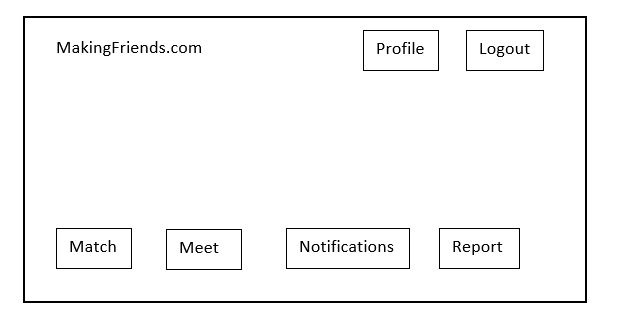 MakingFriends.com
Profile
Logout
Match
Meet
Notifications
Report